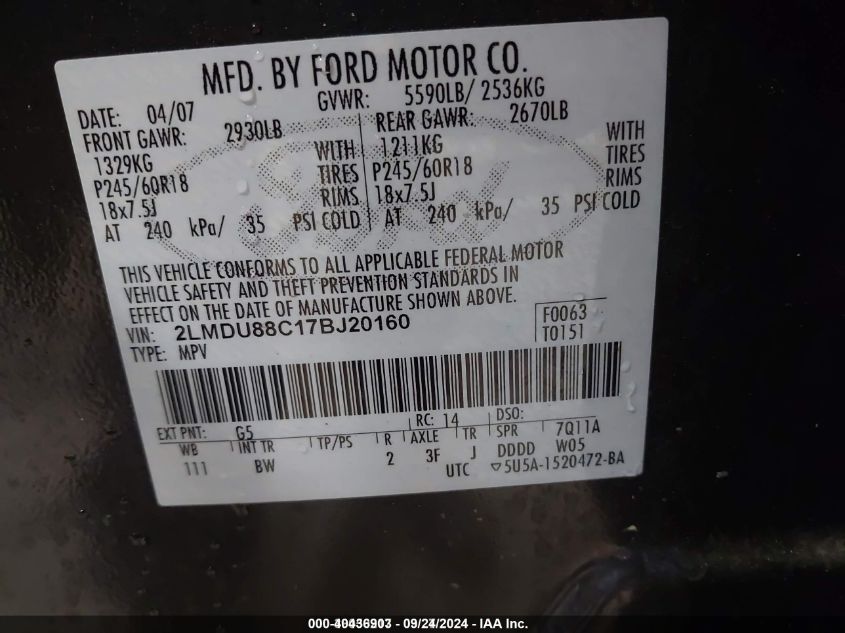 MFD. BY FORD MOTOR CO.
DATE: 04/07 GVWR: 5590LB/ 2536KG
FRONT GAWR: 2930LB REAR GAWR: 2670LB
1329KG WITH 1211KG WITH
P245/60R18 TIRES P245/60R18 TIRES
18x7.5J RIMS 18x7.5J RIMS
AT 240 kPa/ 35 PSI COLD AT 240 kPa/ 35 PSI COLD
THIS VEHICLE CONFORMS TO ALL APPLICABLE FEDERAL MOTOR
VEHICLE SAFETY AND THEFT PREVENTION STANDARDS IN
EFFECT ON THE DATE OF MANUFACTURE SHOWN ABOVE.
VIN: 2LMDU88C17BJ20160 F0063
TYPE: MPV T0151
EXT PNT: G5 RC: 14 DSO:
WB INT TR TP/PS R AXLE TR SPR 7Q11A
111 BW 2 3F J DDDD W05
UTC ▽5U5A-1520472-BA
09/24/2024 - IAA Inc.